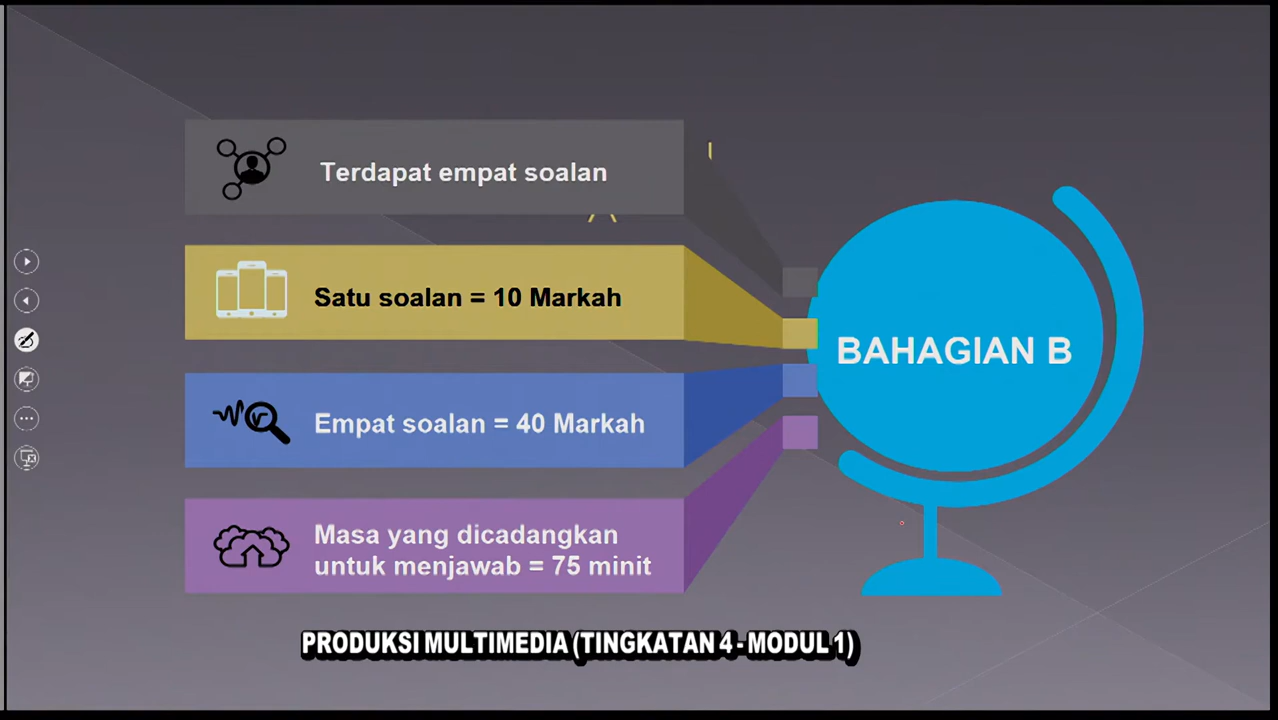 Terdapat empat soalan
Satu soalan = 10 Markah
Empat soalan = 40 Markah
Masa yang dicadangkan
untuk menjawab = 75 minit
BAHAGIAN B
PRODUKSI MULTIMEDIA (TINGKATAN 4 - MODUL 1)